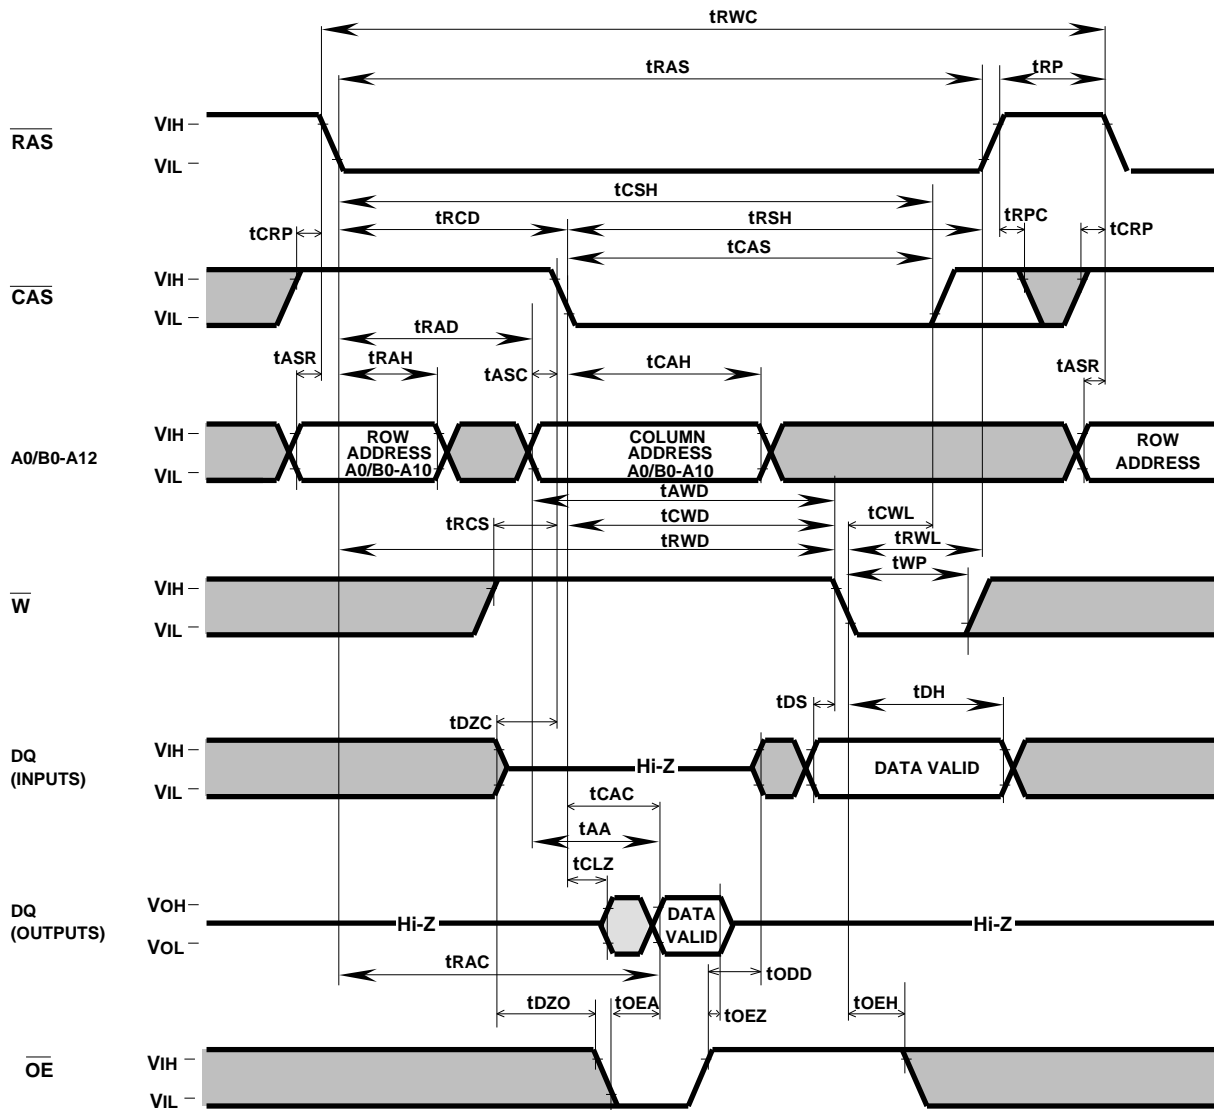 tRWC
tRAS
tRP
RAS
VIH
VIL
tCSH
tCRP
tRCD
tRSH
tRPC
tCRP
tCAS
CAS
VIH
VIL
tRAD
tASR
tRAH
tASC
tCAH
tASR
A0/B0-A12
VIH
VIL
ROW
ADDRESS
A0/B0-A10
COLUMN
ADDRESS
A0/B0-A10
ROW
ADDRESS
tAWD
tRCS
tCWD
tCWL
tRWD
tRWL
tWP
W
VIH
VIL
tDS
tDH
tDZC
DQ
(INPUTS)
VIH
VIL
Hi-Z
DATA VALID
tCAC
tAA
tCLZ
DQ
(OUTPUTS)
VOH
VOL
Hi-Z
DATA
VALID
Hi-Z
tRAC
tODD
tDZO
tOEA
tOEZ
tOEH
OE
VIH
VIL